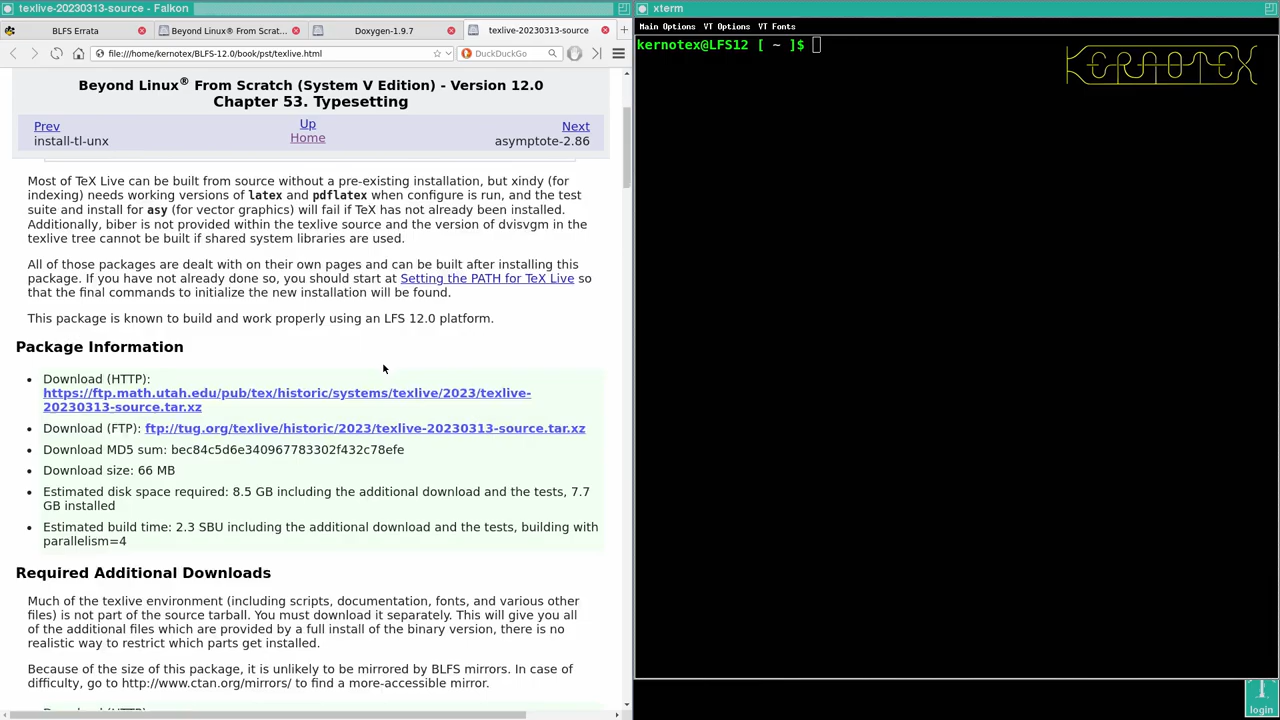 texlive-20230313-source - Falkon
BLFS Errata
Beyond Linux® From Scrat...
Doxygen-1.9.7
texlive-20230313-source
file:///home/kernotex/BLFS-12.0/book/pst/texlive.html
DuckDuckGo
Beyond Linux® From Scratch (System V Edition) - Version 12.0
Chapter 53. Typesetting
Prev Up Next
install-tl-unx Home asymptote-2.86
Most of TeX Live can be built from source without a pre-existing installation, but xindy (for
indexing) needs working versions of latex and pdflatex when configure is run, and the test
suite and install for asy (for vector graphics) will fail if TeX has not already been installed.
Additionally, biber is not provided within the texlive source and the version of dvisvgm in the
texlive tree cannot be built if shared system libraries are used.
All of those packages are dealt with on their own pages and can be built after installing this
package. If you have not already done so, you should start at Setting the PATH for TeX Live so
that the final commands to initialize the new installation will be found.
This package is known to build and work properly using an LFS 12.0 platform.
Package Information
• Download (HTTP):
https://ftp.math.utah.edu/pub/tex/historic/systems/texlive/2023/texlive-
20230313-source.tar.xz
• Download (FTP): ftp://tug.org/texlive/historic/2023/texlive-20230313-source.tar.xz
• Download MD5 sum: bec84c5d6e340967783302f432c78efe
• Download size: 66 MB
• Estimated disk space required: 8.5 GB including the additional download and the tests, 7.7
GB installed
• Estimated build time: 2.3 SBU including the additional download and the tests, building with
parallelism=4
Required Additional Downloads
Much of the texlive environment (including scripts, documentation, fonts, and various other
files) is not part of the source tarball. You must download it separately. This will give you all
of the additional files which are provided by a full install of the binary version, there is no
realistic way to restrict which parts get installed.
Because of the size of this package, it is unlikely to be mirrored by BLFS mirrors. In case of
difficulty, go to http://www.ctan.org/mirrors/ to find a more-accessible mirror.
xterm
Main Options VT Options VT Fonts
kernotex@LFS12 [ ~ ]$
KERNOTEX
login